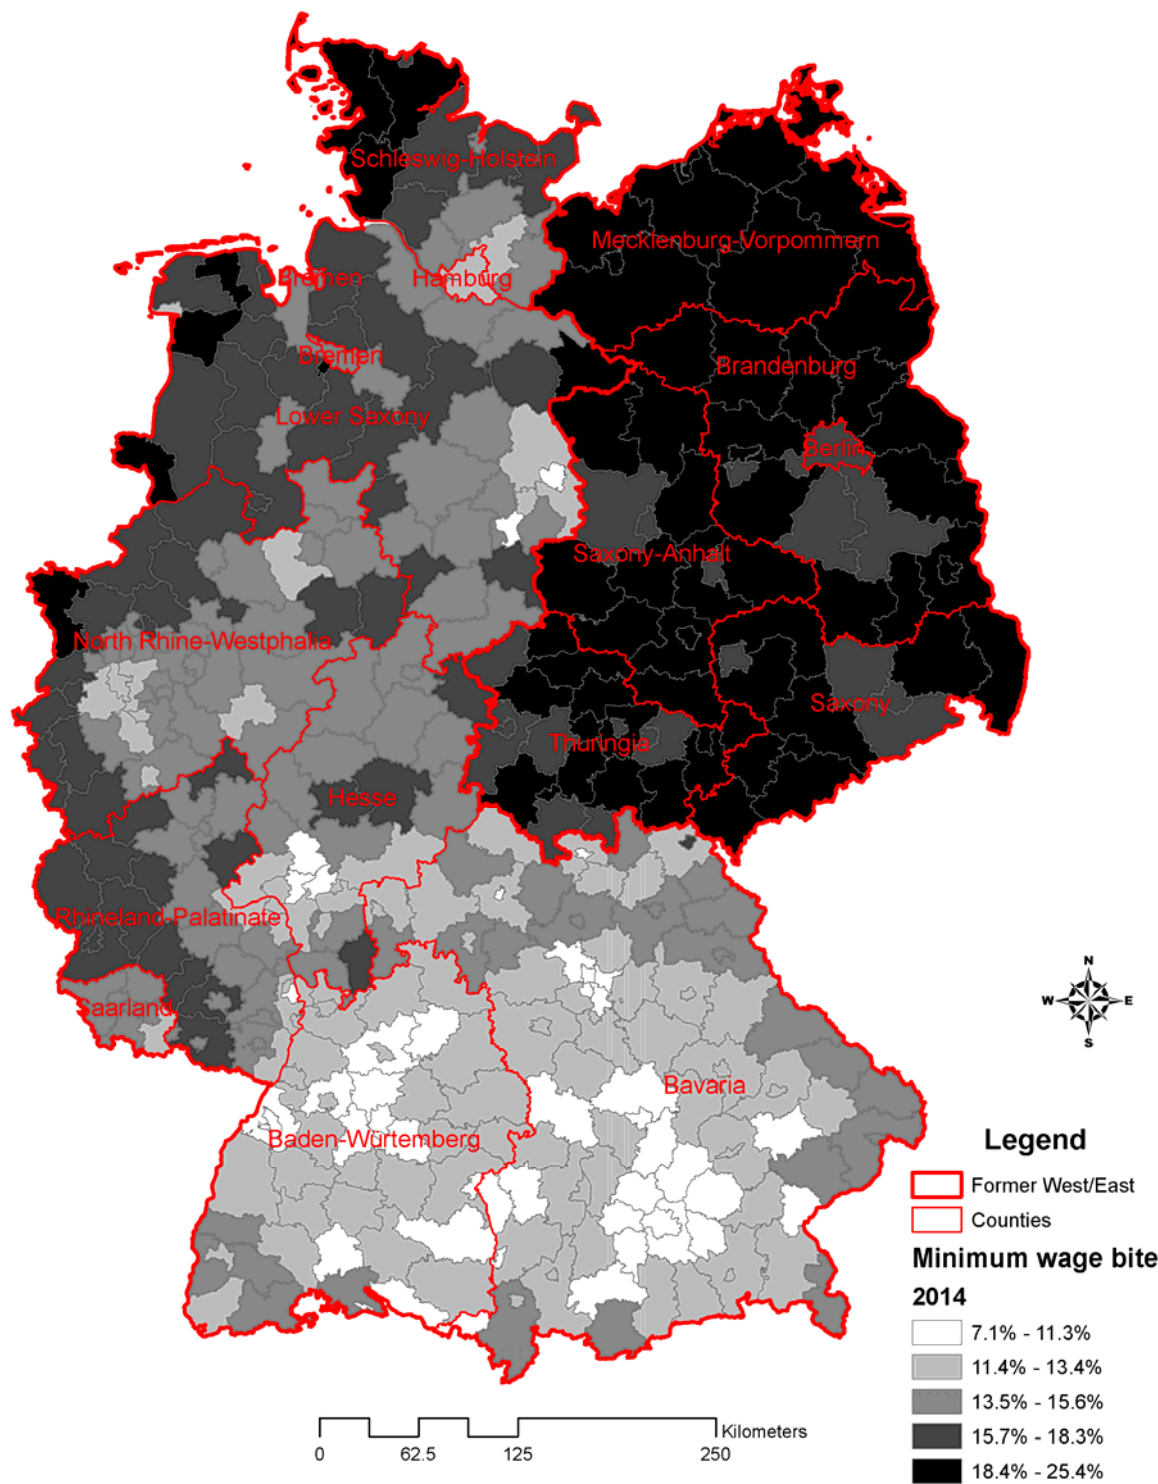 Schleswig-Holstein
Mecklenburg-Vorpommern
Bremen
Hamburg
Bremen
Brandenburg
Lower Saxony
Berlin
Saxony-Anhalt
North Rhine-Westphalia
Saxony
Thuringia
Hesse
Rhineland-Palatinate
Saarland
Bavaria
Baden-Wurtemberg
N
W
E
S
Legend
Former West/East
Counties
Minimum wage bite
2014
7.1% - 11.3%
11.4% - 13.4%
13.5% - 15.6%
15.7% - 18.3%
18.4% - 25.4%
Kilometers
0 62.5 125 250